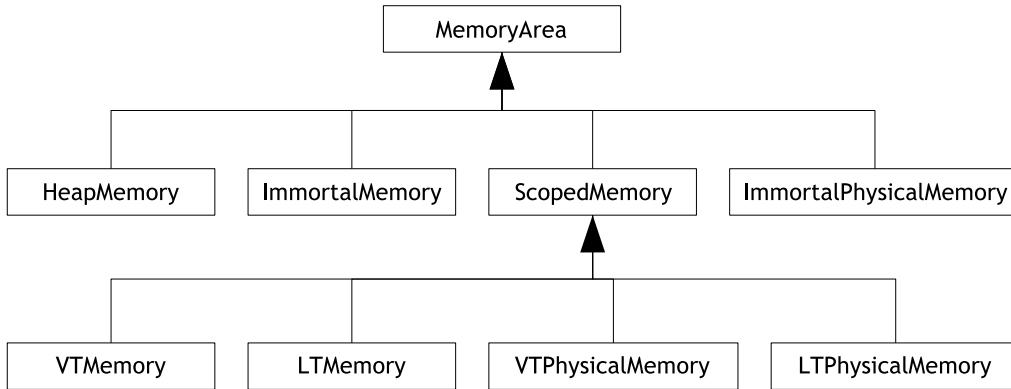 MemoryArea
HeapMemory
ImmortalMemory
ScopedMemory
ImmortalPhysicalMemory
VTMemory
LTMemory
VTPhysicalMemory
LTPhysicalMemory